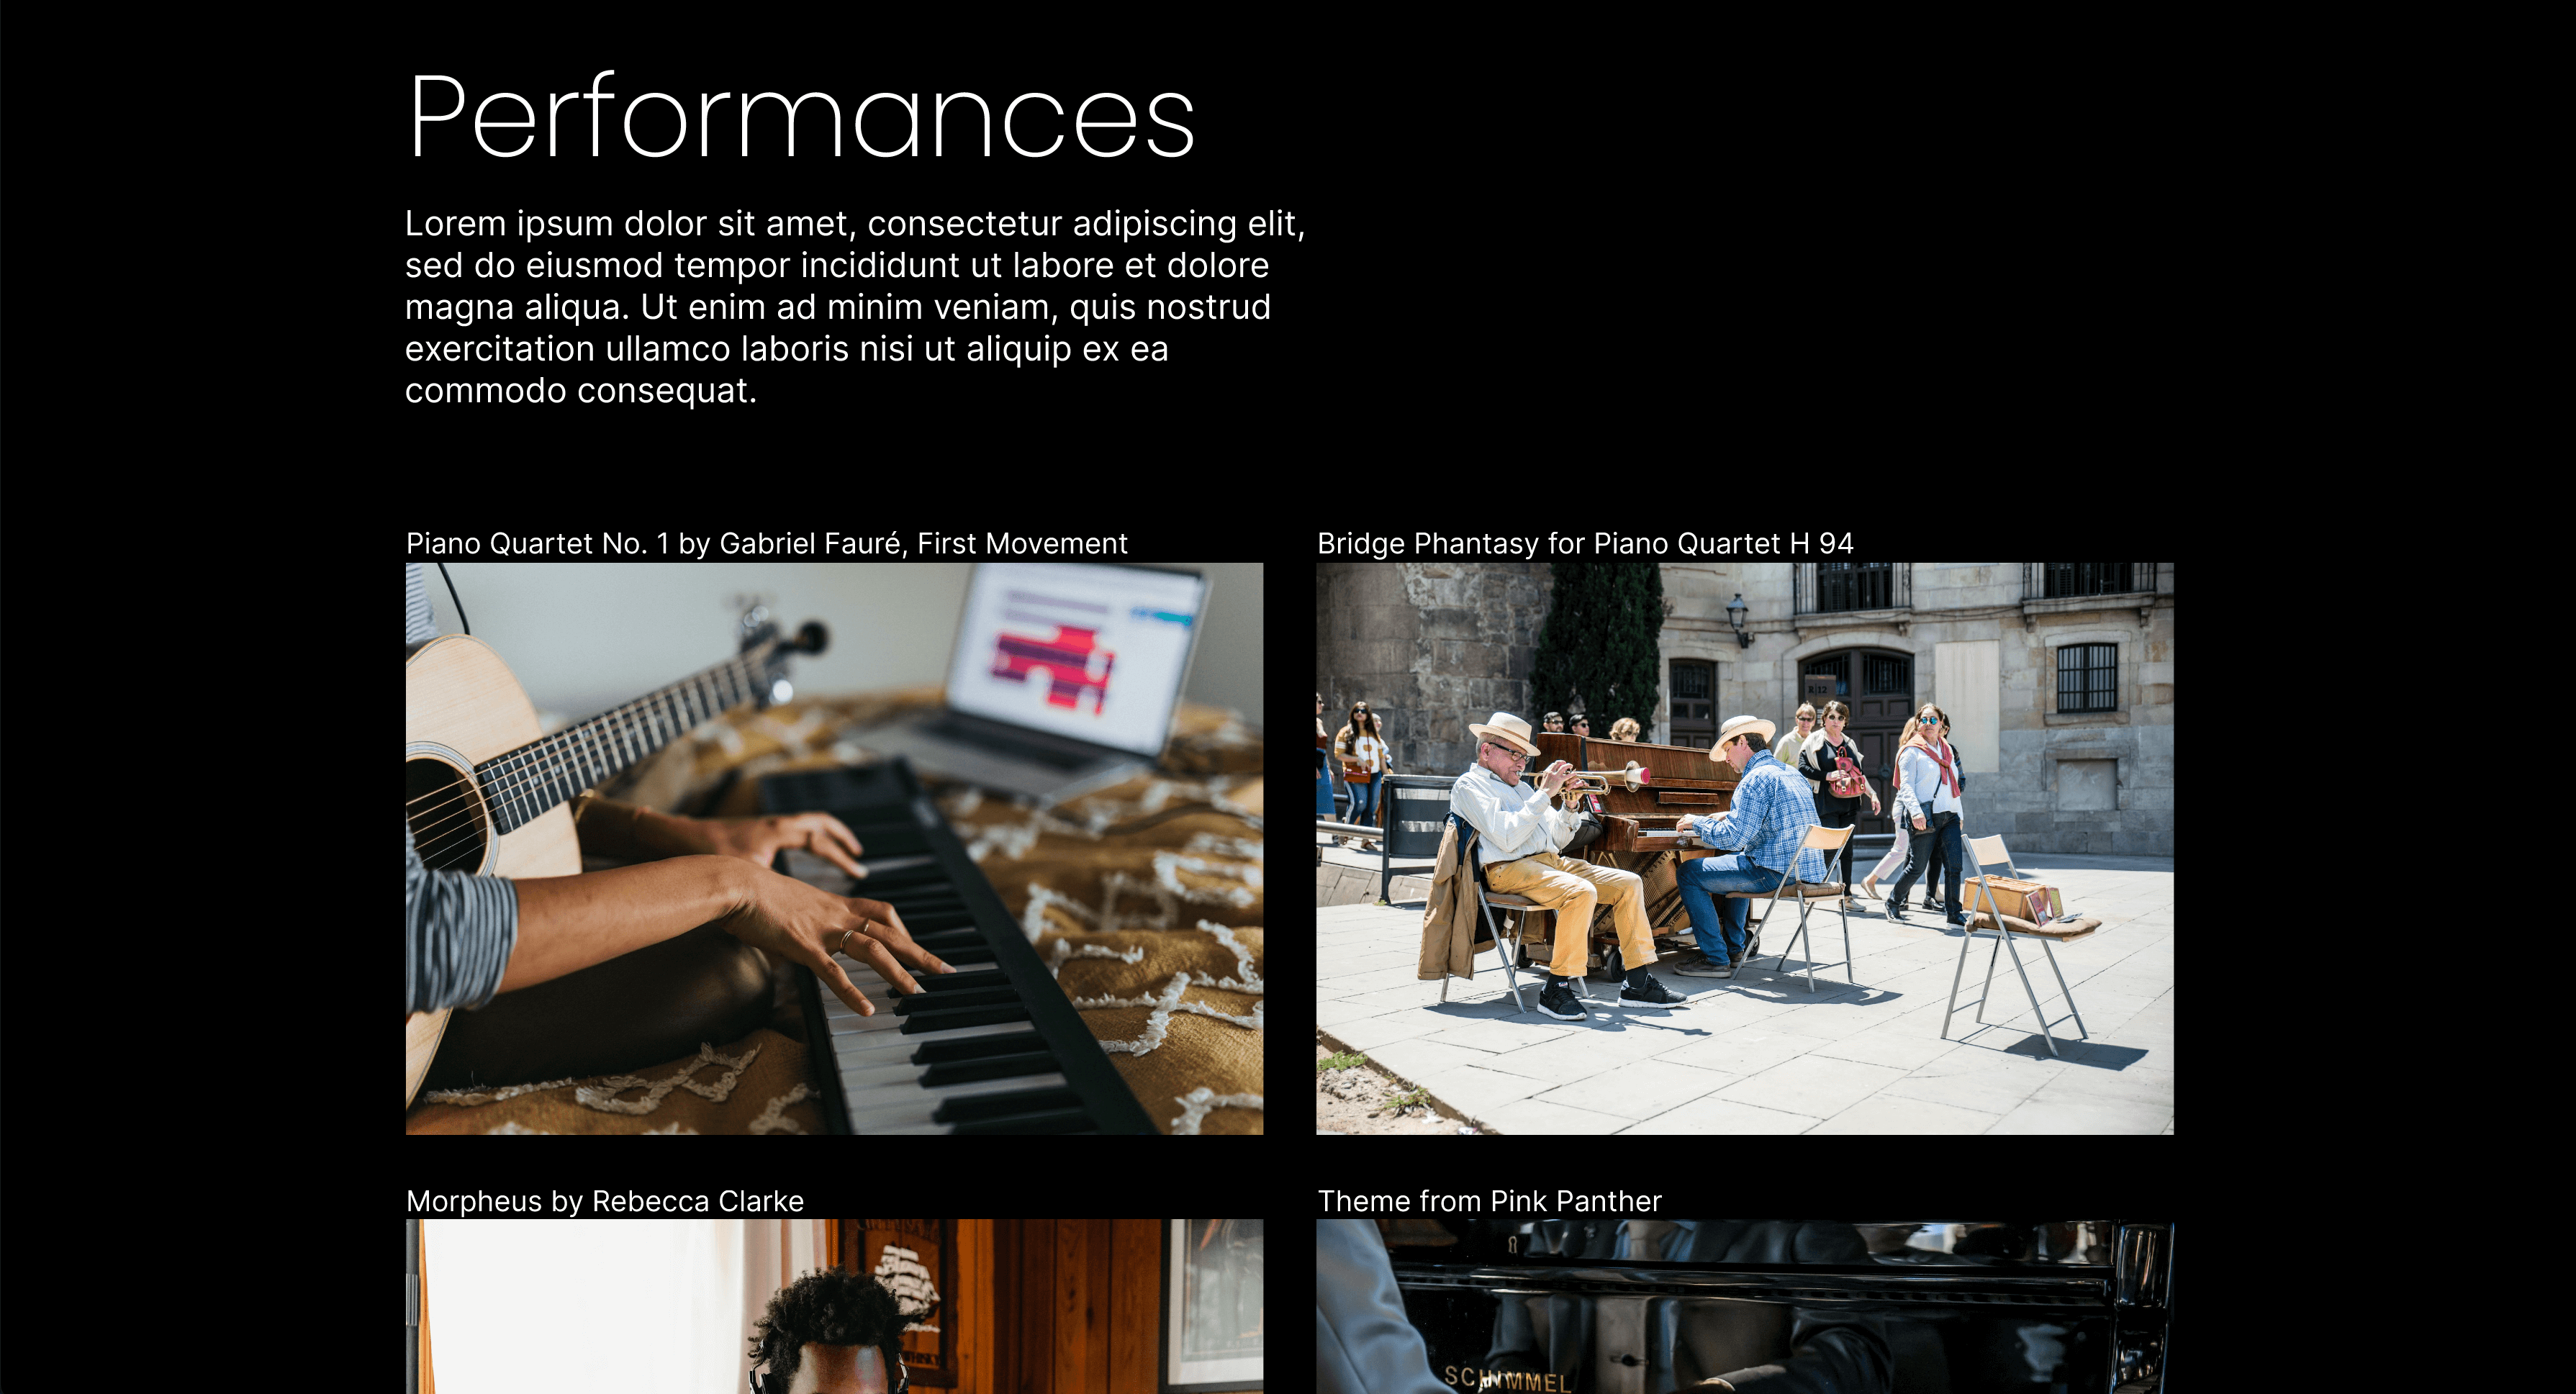 Performances
Lorem ipsum dolor sit amet, consectetur adipiscing elit,
sed do eiusmod tempor incididunt ut labore et dolore
magna aliqua. Ut enim ad minim veniam, quis nostrud
exercitation ullamco laboris nisi ut aliquip ex ea
commodo consequat.
Piano Quartet No. 1 by Gabriel Fauré, First Movement
Bridge Phantasy for Piano Quartet H 94
R 12
Morpheus by Rebecca Clarke
Theme from Pink Panther
SCHIMMEL